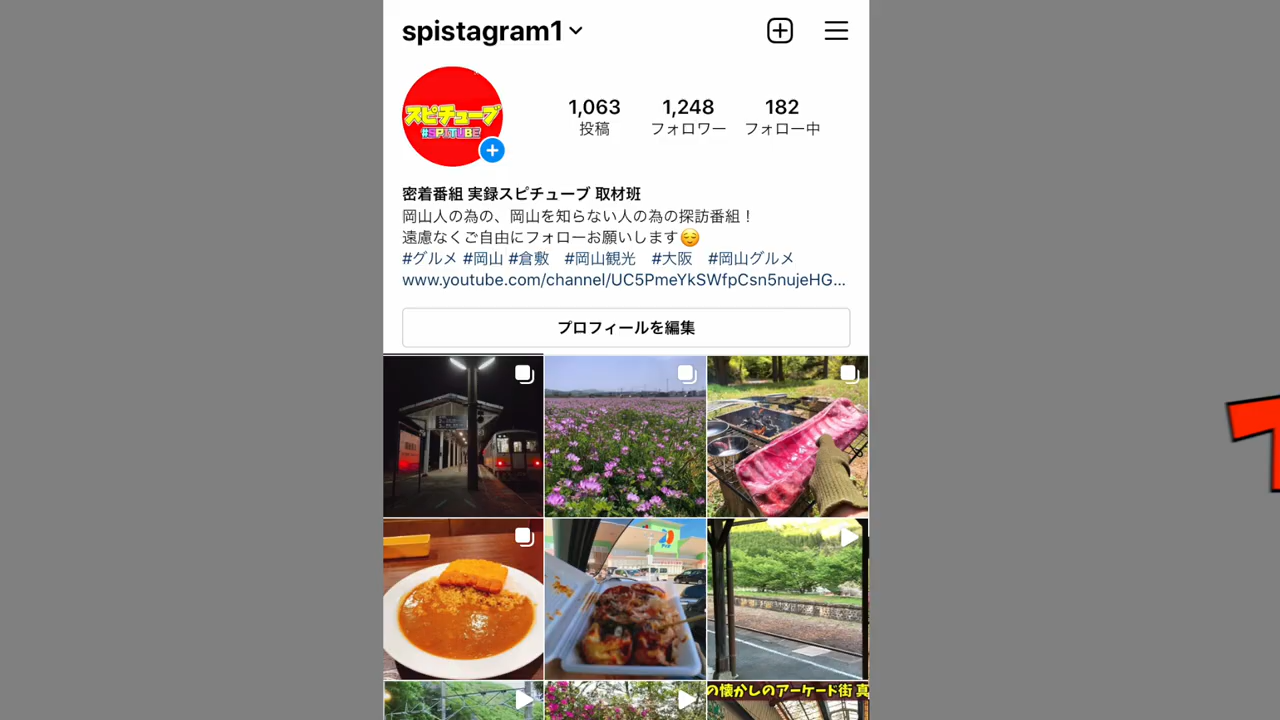 spistagram1
スピチューブ
#SPITUBE
1,063
投稿
1,248
フォロワー
182
フォロー中
密着番組 実録スピチューブ 取材班
岡山人の為の、岡山を知らない人の為の探訪番組！
遠慮なくご自由にフォローお願いします😌
#グルメ #岡山 #倉敷　#岡山観光　#大阪　#岡山グルメ
www.youtube.com/channel/UC5PmeYkSWfpCsn5nujeHG...
プロフィールを編集
の懐かしのアーケード街 真